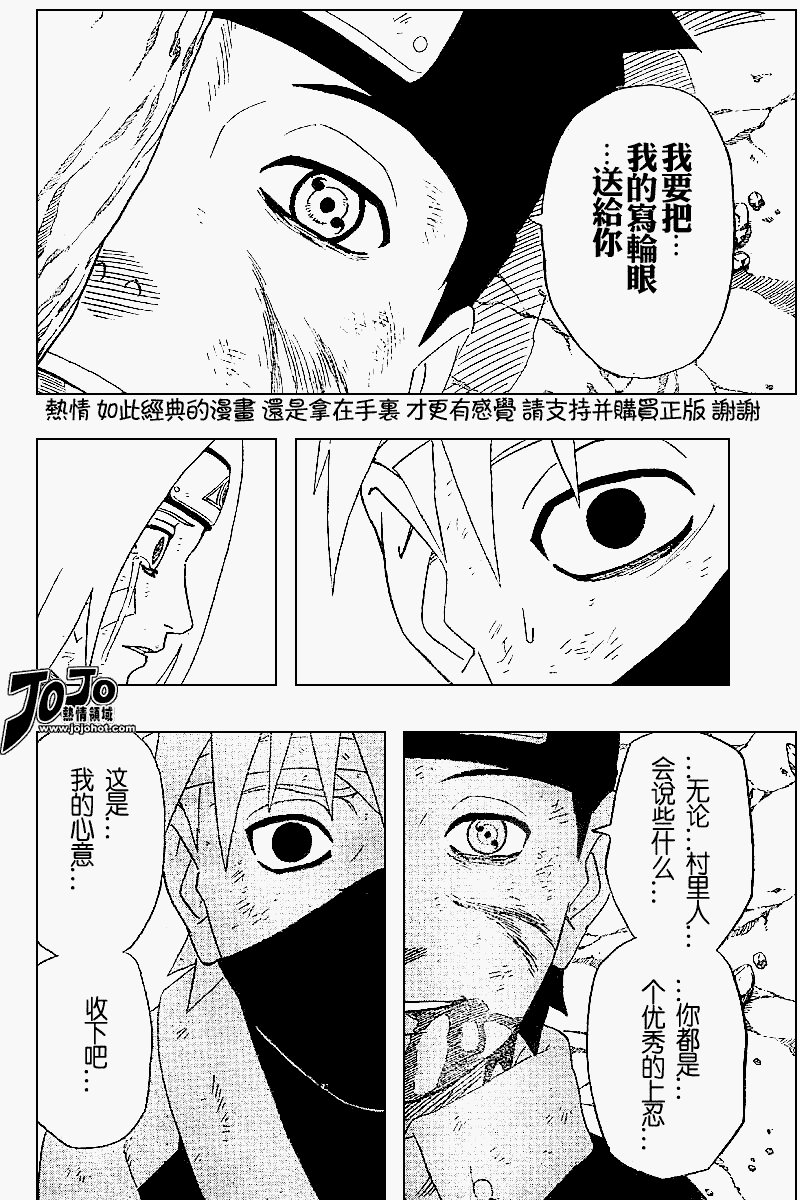 我要把…
我的寫輪眼
…送給你
熱情 如此經典的漫畫 還是拿在手裏 才更有感覺 請支持并購買正版 謝謝
JOJO
熱情領域
www.jojohot.com
…无论…村里人…
会说些什么…
…你都是…
个优秀的上忍…
这是…
我的心意…
收下吧…